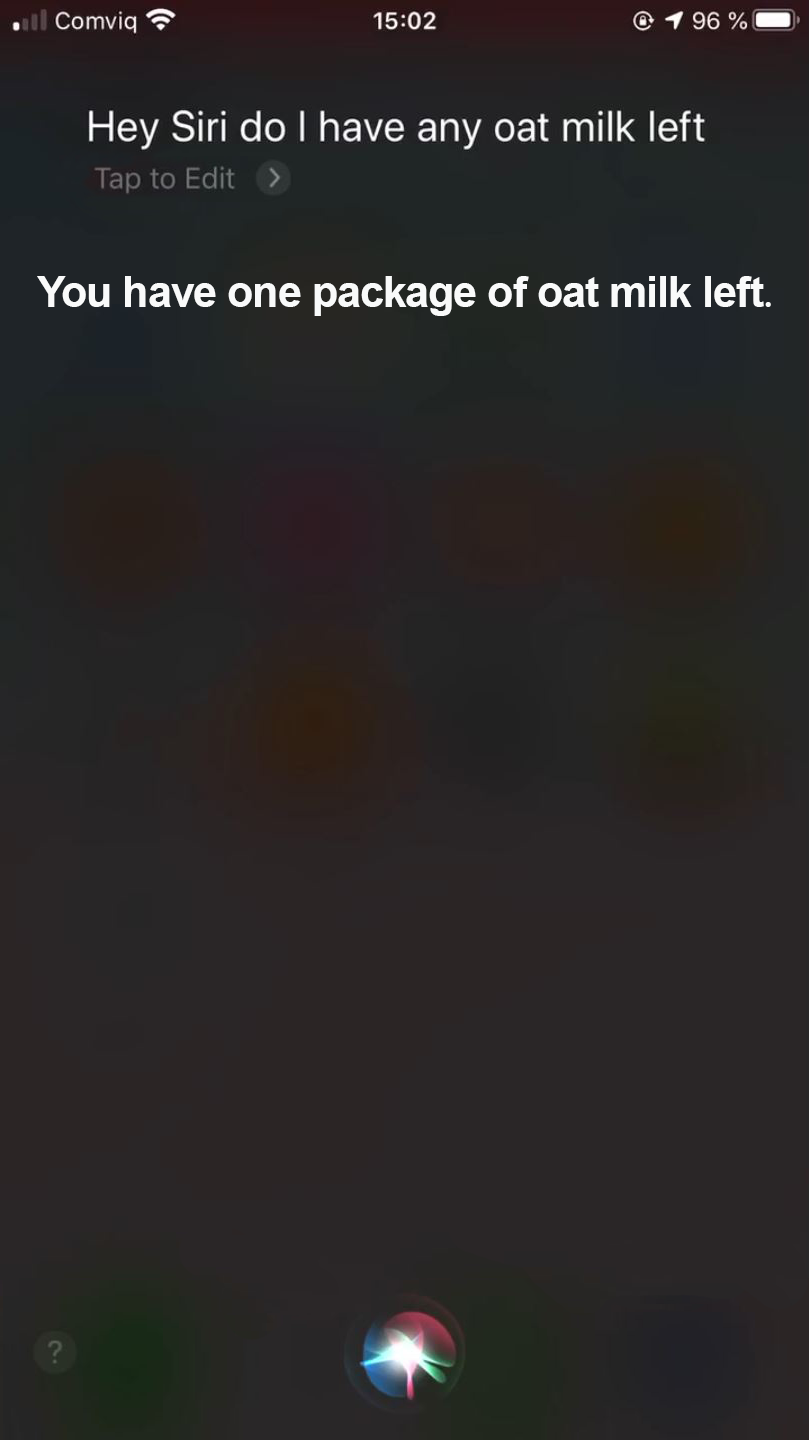 Comviq 15:02 96 %
Hey Siri do I have any oat milk left
Tap to Edit
You have one package of oat milk left.
?